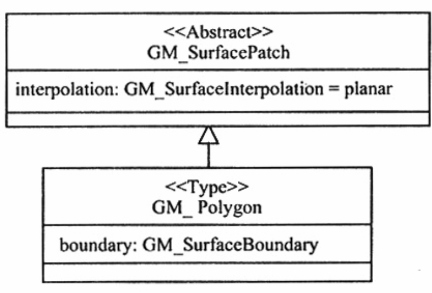 <<Abstract>>
GM_SurfacePatch
interpolation: GM_SurfaceInterpolation = planar
<<Type>>
GM_ Polygon
boundary: GM_SurfaceBoundary